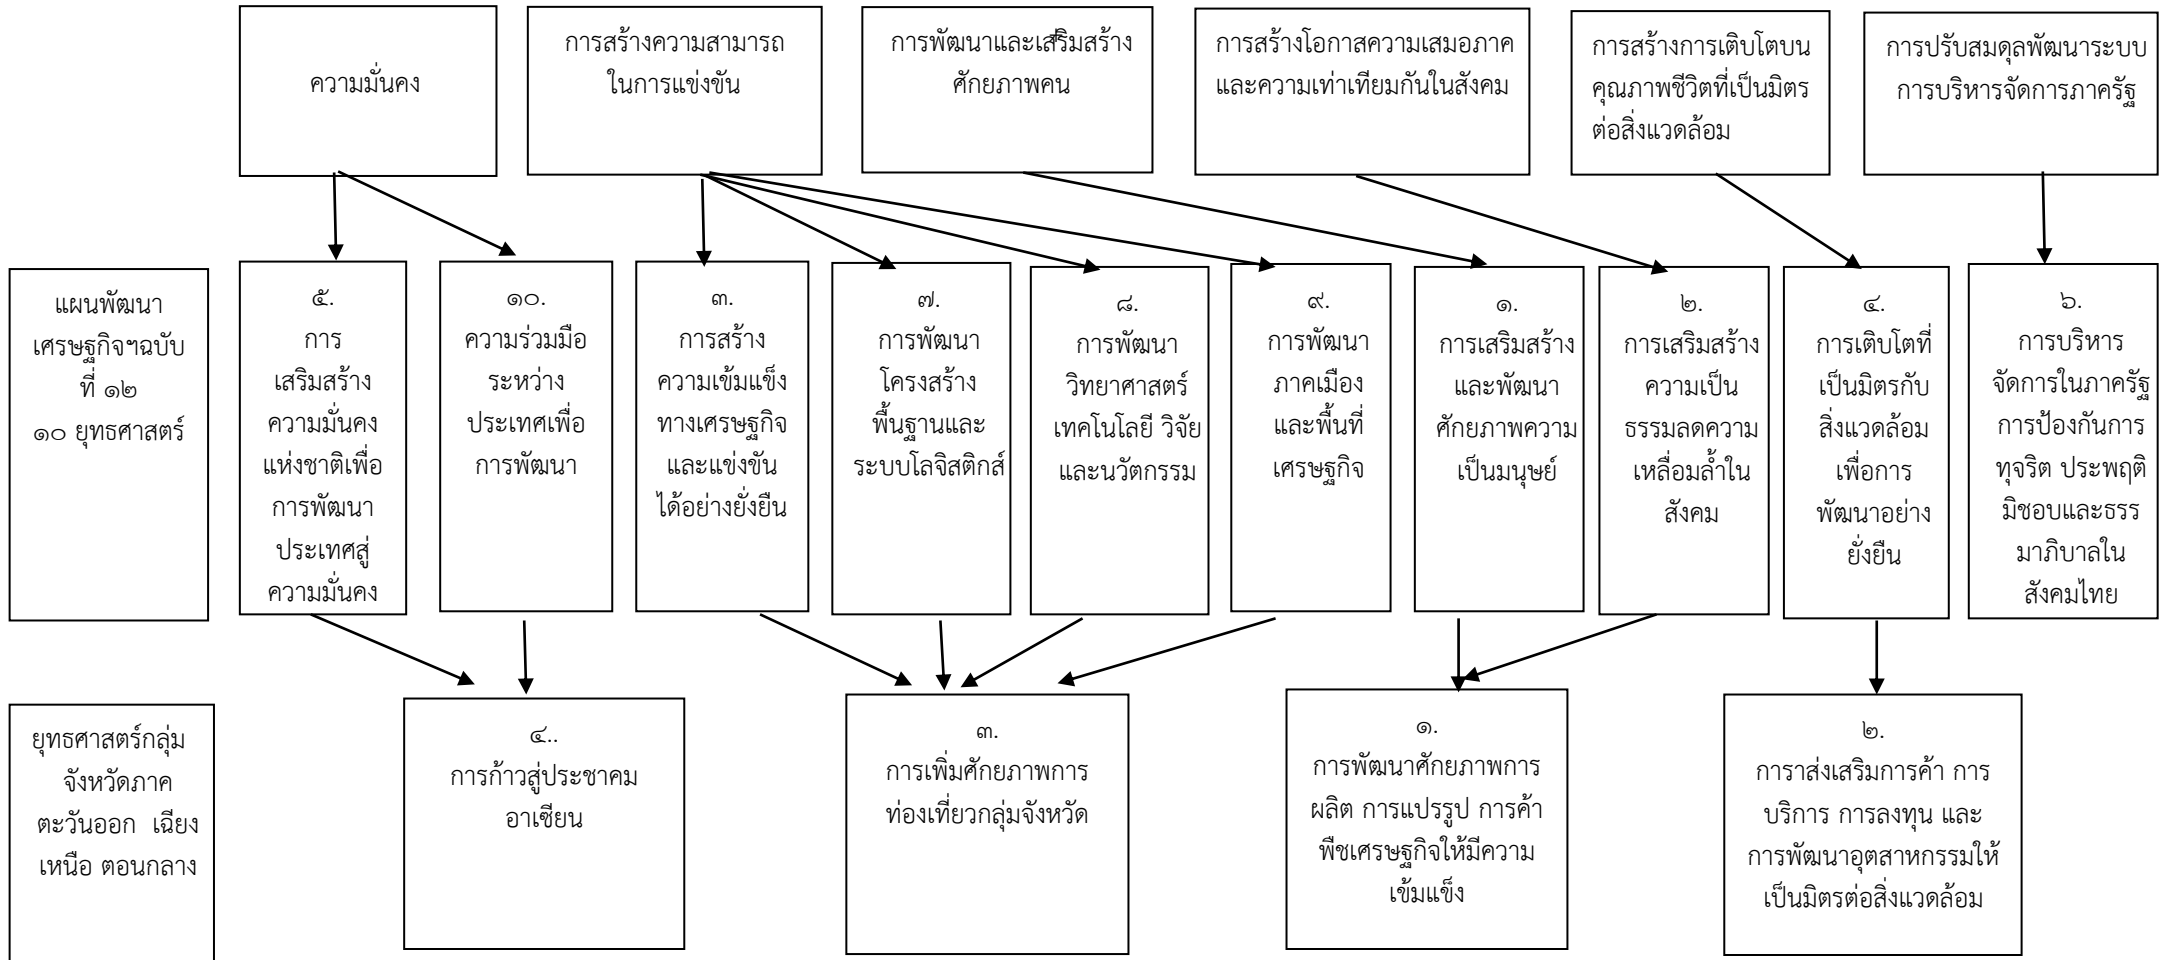 ความมั่นคง
การสร้างความสามารถ
ในการแข่งขัน
การพัฒนาและเสริมสร้าง
ศักยภาพคน
การสร้างโอกาสความเสมอภาค
และความเท่าเทียมกันในสังคม
การสร้างการเติบโตบน
คุณภาพชีวิตที่เป็นมิตร
ต่อสิ่งแวดล้อม
การปรับสมดุลพัฒนาระบบ
การบริหารจัดการภาครัฐ
แผนพัฒนา
เศรษฐกิจฯฉบับ
ที่ ๑๒
๑๐ ยุทธศาสตร์
๕.
การ
เสริมสร้าง
ความมั่นคง
แห่งชาติเพื่อ
การพัฒนา
ประเทศสู่
ความมั่นคง
๑๐.
ความร่วมมือ
ระหว่าง
ประเทศเพื่อ
การพัฒนา
๓.
การสร้าง
ความเข้มแข็ง
ทางเศรษฐกิจ
และแข่งขัน
ได้อย่างยั่งยืน
๗.
การพัฒนา
โครงสร้าง
พื้นฐานและ
ระบบโลจิสติกส์
๘.
การพัฒนา
วิทยาศาสตร์
เทคโนโลยี วิจัย
และนวัตกรรม
๙.
การพัฒนา
ภาคเมือง
และพื้นที่
เศรษฐกิจ
๑.
การเสริมสร้าง
และพัฒนา
ศักยภาพความ
เป็นมนุษย์
๒.
การเสริมสร้าง
ความเป็น
ธรรมลดความ
เหลื่อมล้ำใน
สังคม
๔.
การเติบโตที่
เป็นมิตรกับ
สิ่งแวดล้อม
เพื่อการ
พัฒนาอย่าง
ยั่งยืน
๖.
การบริหาร
จัดการในภาครัฐ
การป้องกันการ
ทุจริต ประพฤติ
มิชอบและธรร
มาภิบาลใน
สังคมไทย
ยุทธศาสตร์กลุ่ม
จังหวัดภาค
ตะวันออก เฉียง
เหนือ ตอนกลาง
๔..
การก้าวสู่ประชาคม
อาเซียน
๓.
การเพิ่มศักยภาพการ
ท่องเที่ยวกลุ่มจังหวัด
๑.
การพัฒนาศักยภาพการ
ผลิต การแปรรูป การค้า
พืชเศรษฐกิจให้มีความ
เข้มแข็ง
๒.
การาส่งเสริมการค้า การ
บริการ การลงทุน และ
การพัฒนาอุตสาหกรรมให้
เป็นมิตรต่อสิ่งแวดล้อม